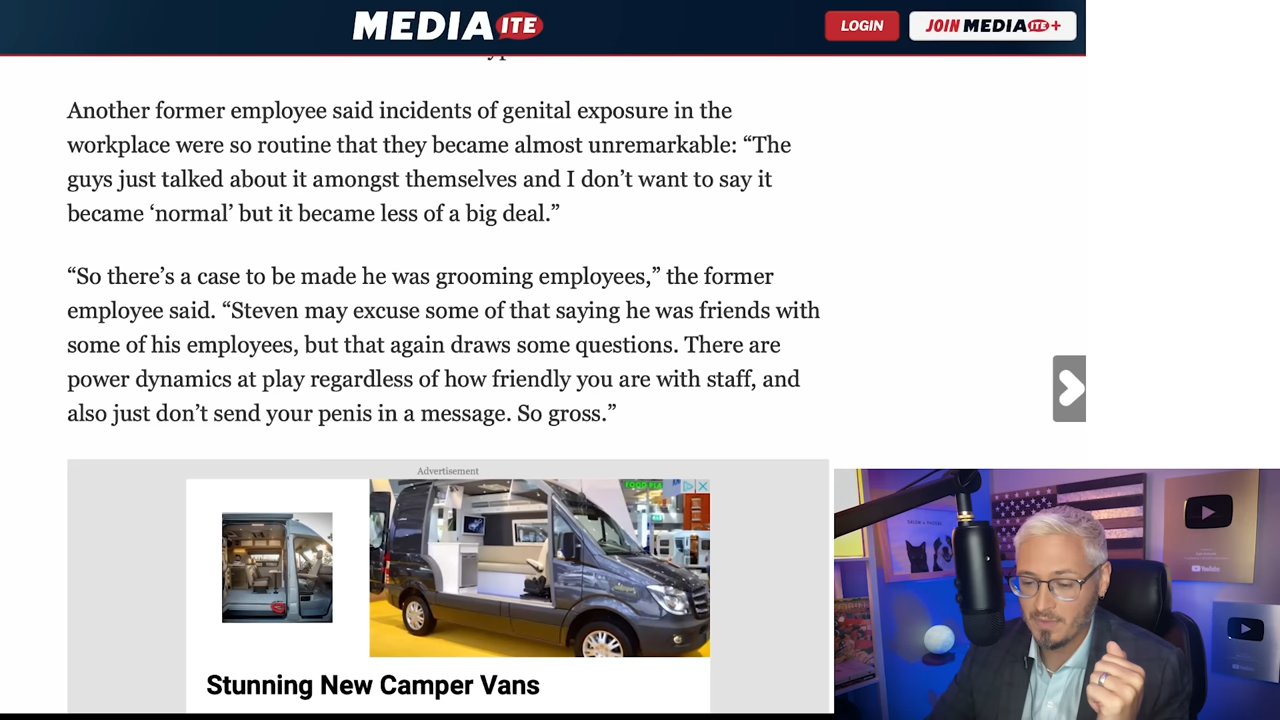 MEDIAITE
LOGIN
JOIN MEDIAITE+
Another former employee said incidents of genital exposure in the
workplace were so routine that they became almost unremarkable: “The
guys just talked about it amongst themselves and I don’t want to say it
became ‘normal’ but it became less of a big deal.”
“So there’s a case to be made he was grooming employees,” the former
employee said. “Steven may excuse some of that saying he was friends with
some of his employees, but that again draws some questions. There are
power dynamics at play regardless of how friendly you are with staff, and
also just don’t send your penis in a message. So gross.”
Advertisement
Stunning New Camper Vans
YouTube
YouTube